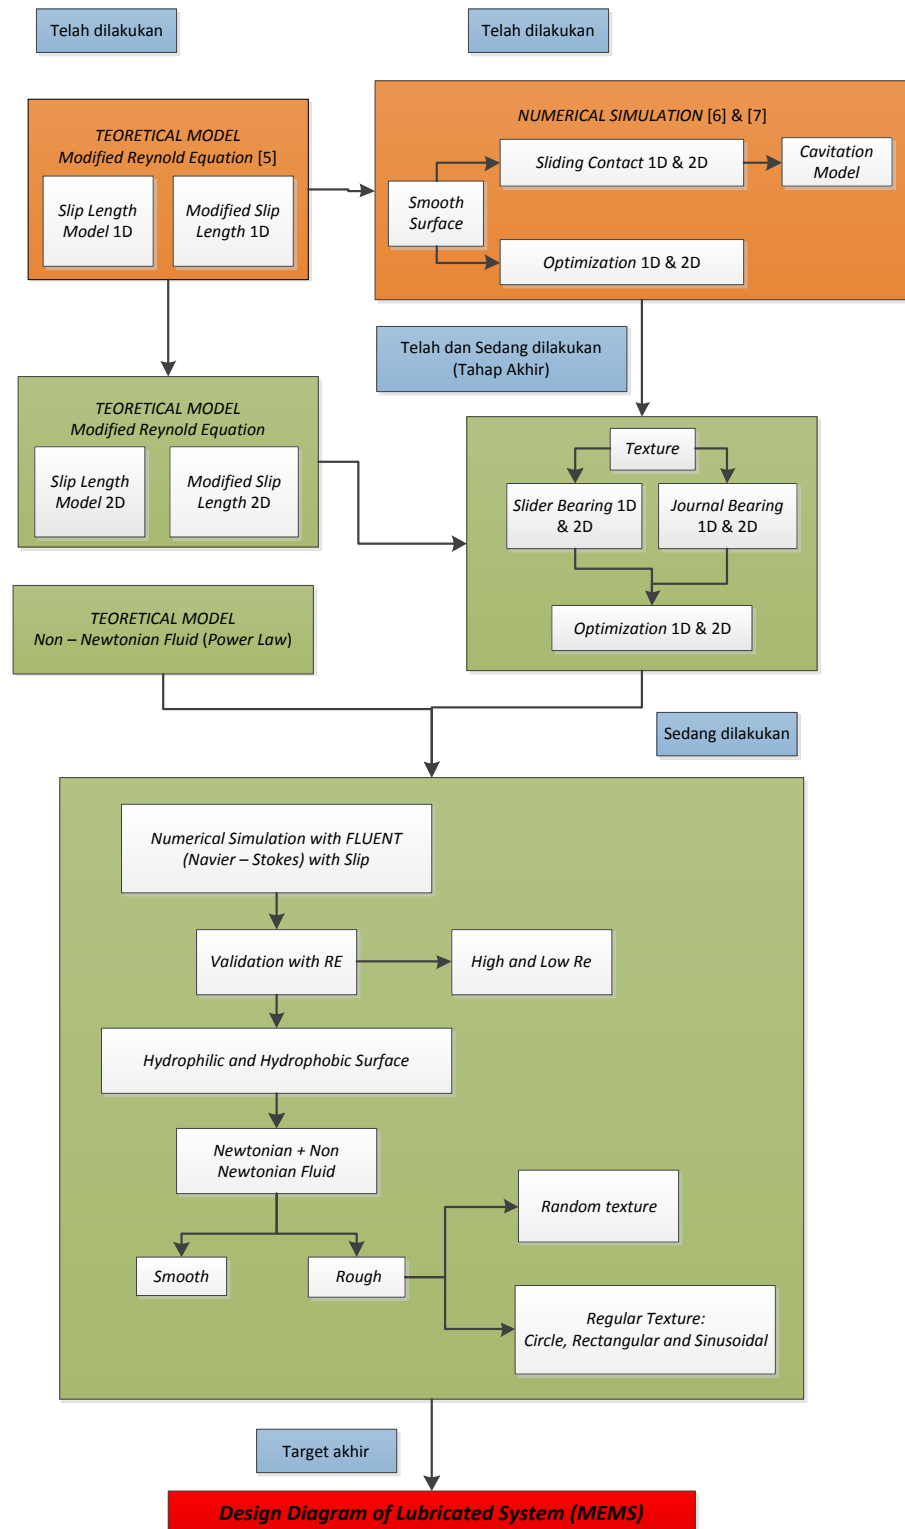 Telah dilakukan
Telah dilakukan
TEORETICAL MODEL
Modified Reynold Equation [5]
Slip Length
Model 1D
Modified Slip
Length 1D
NUMERICAL SIMULATION [6] & [7]
Sliding Contact 1D & 2D
Cavitation
Model
Smooth
Surface
Optimization 1D & 2D
Telah dan Sedang dilakukan
(Tahap Akhir)
TEORETICAL MODEL
Modified Reynold Equation
Slip Length
Model 2D
Modified Slip
Length 2D
Texture
Slider Bearing 1D
& 2D
Journal Bearing
1D & 2D
Optimization 1D & 2D
TEORETICAL MODEL
Non – Newtonian Fluid (Power Law)
Sedang dilakukan
Numerical Simulation with FLUENT
(Navier – Stokes) with Slip
Validation with RE
High and Low Re
Hydrophilic and Hydrophobic Surface
Newtonian + Non
Newtonian Fluid
Random texture
Smooth
Rough
Regular Texture:
Circle, Rectangular and Sinusoidal
Target akhir
Design Diagram of Lubricated System (MEMS)